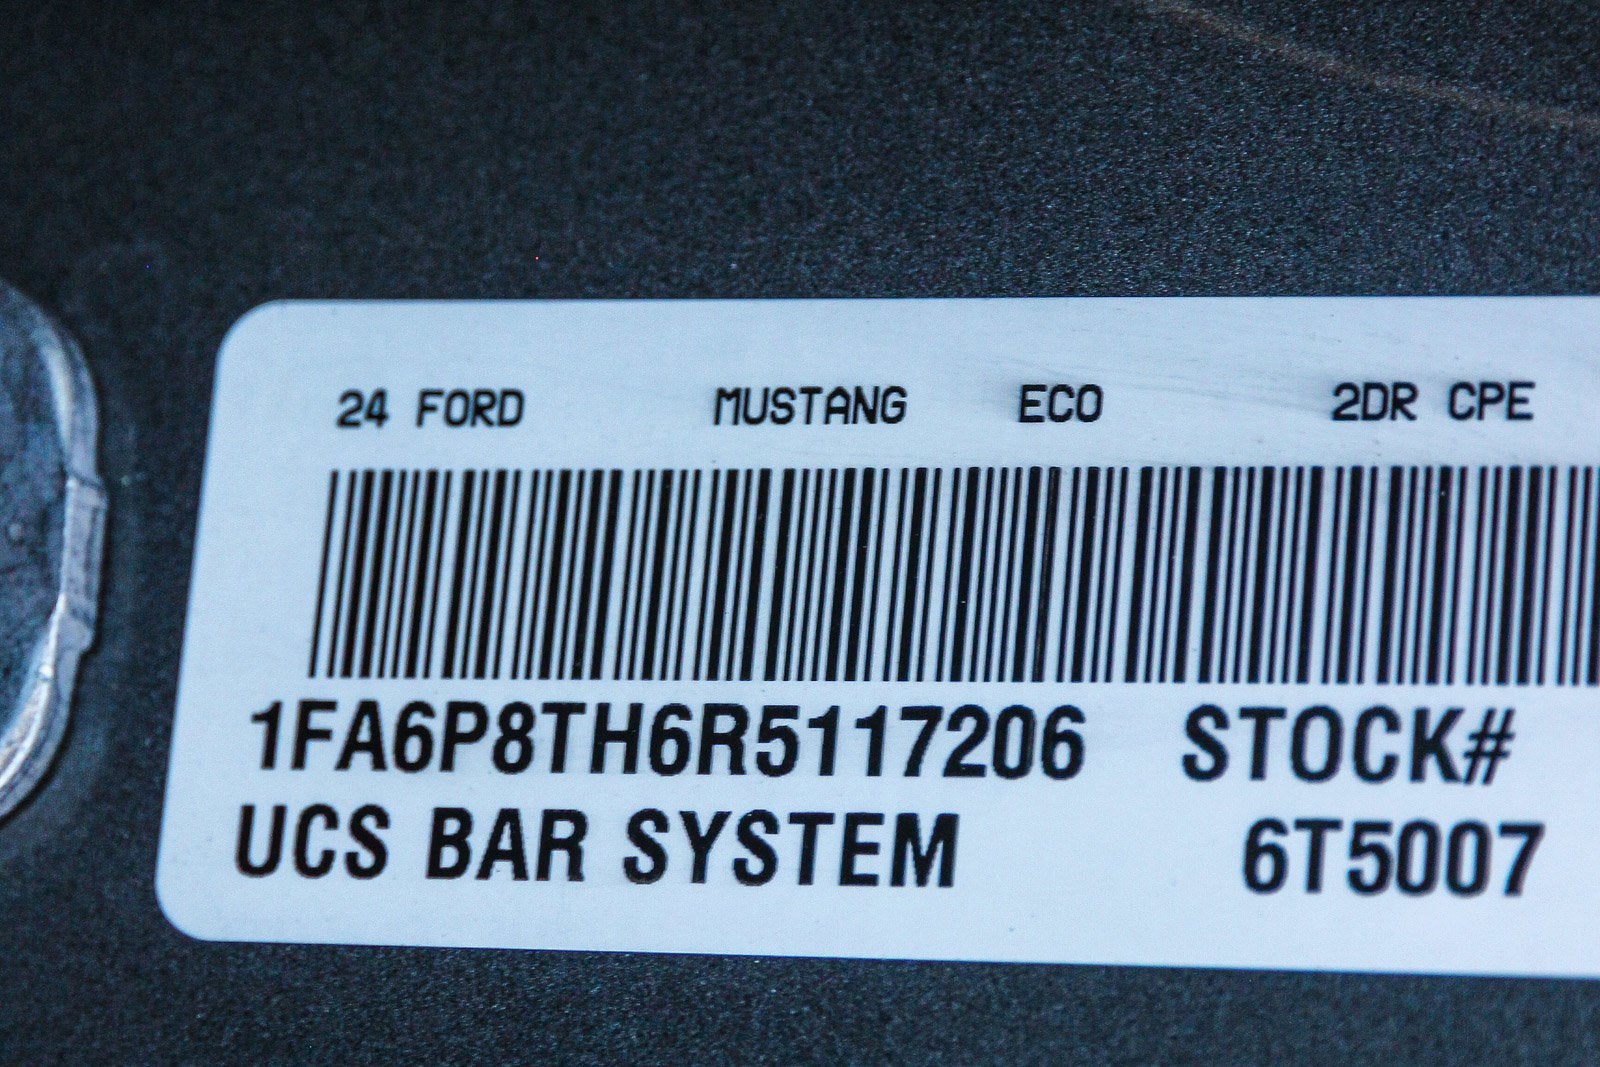 24 FORD MUSTANG ECO 2DR CPE
1FA6P8TH6R5117206 STOCK#
UCS BAR SYSTEM 6T5007